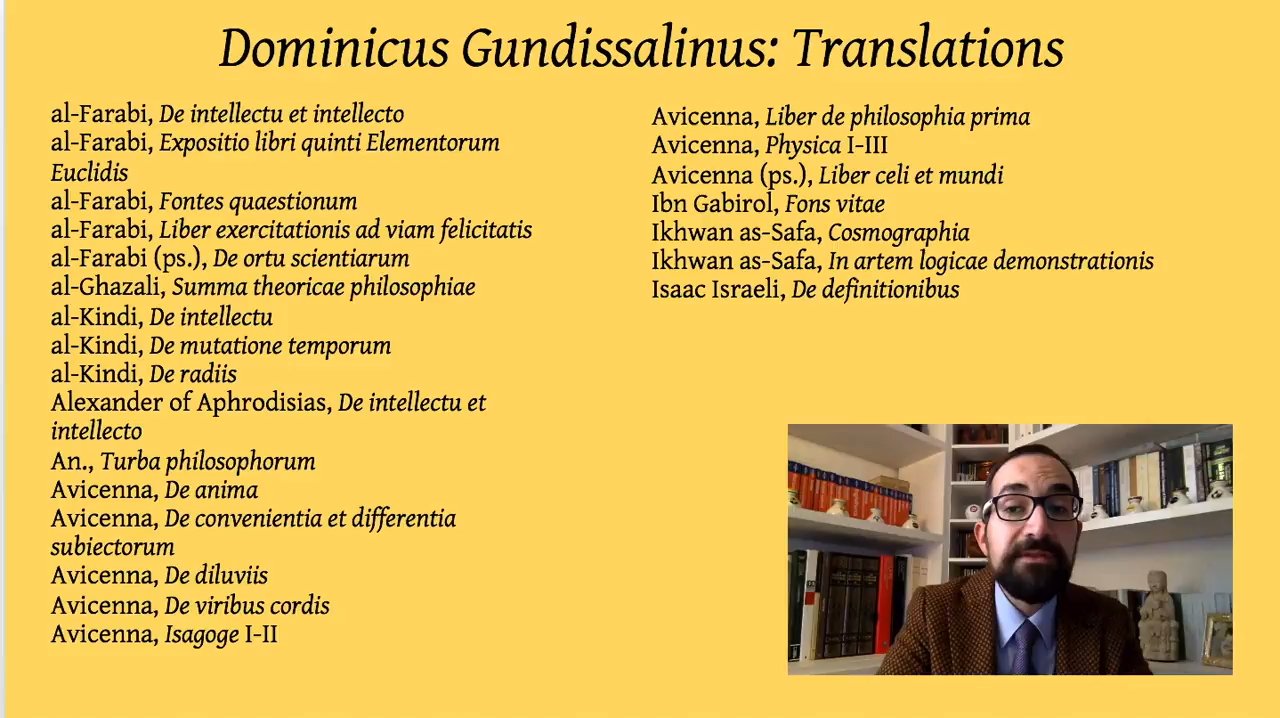 Dominicus Gundissalinus: Translations
al-Farabi, De intellectu et intellecto
al-Farabi, Expositio libri quinti Elementorum
Euclidis
al-Farabi, Fontes quaestionum
al-Farabi, Liber exercitationis ad viam felicitatis
al-Farabi (ps.), De ortu scientiarum
al-Ghazali, Summa theoricae philosophiae
al-Kindi, De intellectu
al-Kindi, De mutatione temporum
al-Kindi, De radiis
Alexander of Aphrodisias, De intellectu et
intellecto
An., Turba philosophorum
Avicenna, De anima
Avicenna, De convenientia et differentia
subiectorum
Avicenna, De diluviis
Avicenna, De viribus cordis
Avicenna, Isagoge I-II
Avicenna, Liber de philosophia prima
Avicenna, Physica I-III
Avicenna (ps.), Liber celi et mundi
Ibn Gabirol, Fons vitae
Ikhwan as-Safa, Cosmographia
Ikhwan as-Safa, In artem logicae demonstrationis
Isaac Israeli, De definitionibus